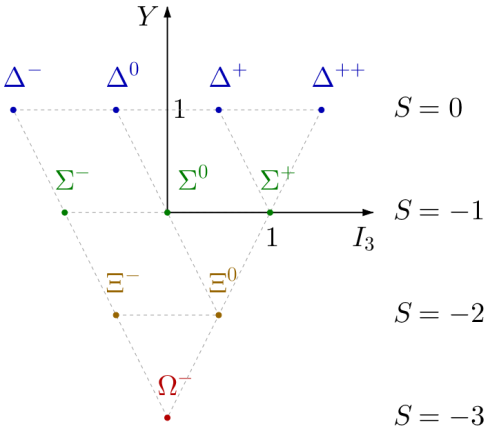 Y
Δ⁻ Δ⁰ Δ⁺ Δ⁺⁺
1 S = 0
Σ⁻ Σ⁰ Σ⁺
S = −1
1 I₃
Ξ⁻ Ξ⁰
S = −2
Ω⁻
S = −3